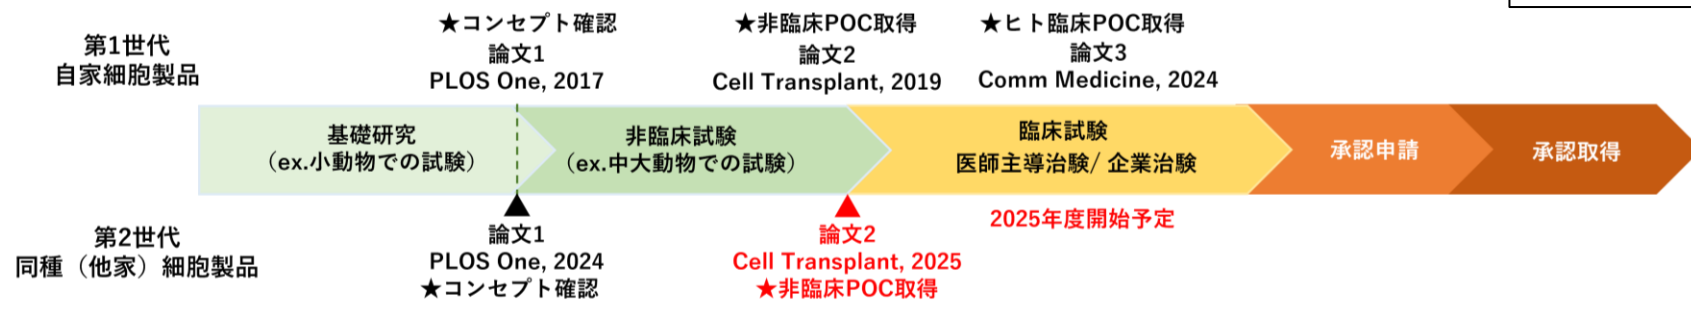 第1世代
自家細胞製品
★コンセプト確認
論文1
PLOS One, 2017
★非臨床POC取得
論文2
Cell Transplant, 2019
★ヒト臨床POC取得
論文3
Comm Medicine, 2024
基礎研究
（ex.小動物での試験）
非臨床試験
（ex.中大動物での試験）
臨床試験
医師主導治験/ 企業治験
承認申請
承認取得
第2世代
同種（他家）細胞製品
論文1
PLOS One, 2024
★コンセプト確認
論文2
Cell Transplant, 2025
★非臨床POC取得
2025年度開始予定